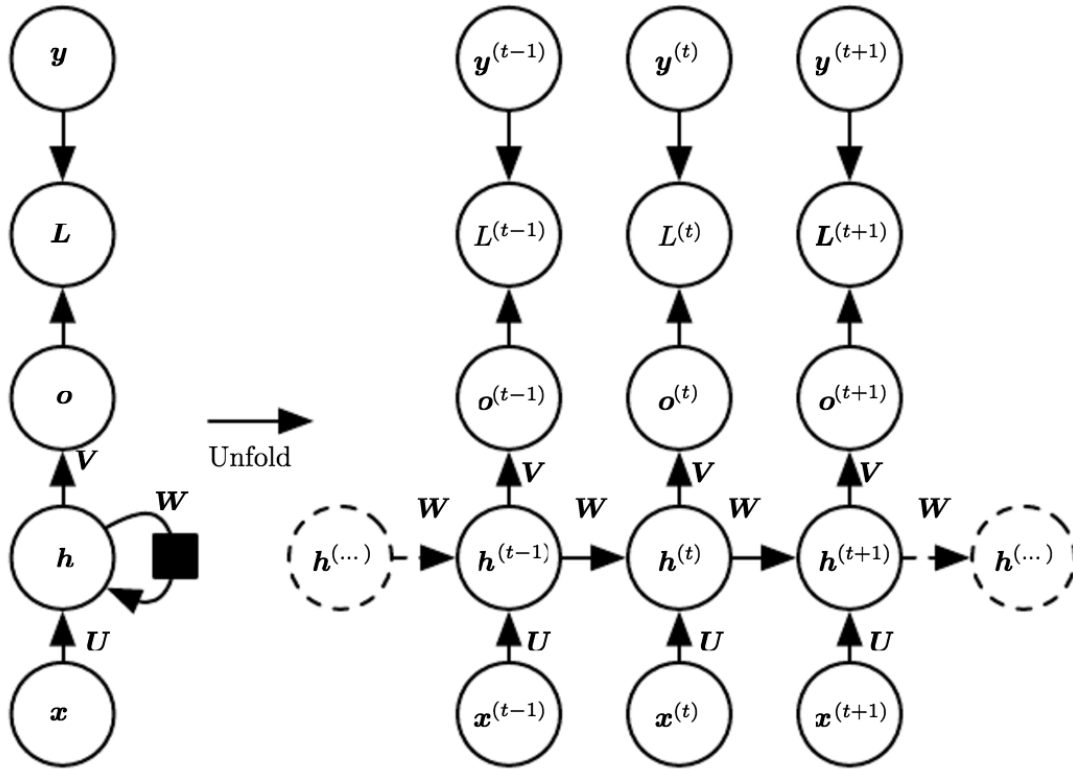 y y^(t−1) y^(t) y^(t+1)
L L^(t−1) L^(t) L^(t+1)
o o^(t−1) o^(t) o^(t+1)
Unfold
V V V V
W W W W W
h h^(...) h^(t−1) h^(t) h^(t+1) h^(...)
U U U U
x x^(t−1) x^(t) x^(t+1)